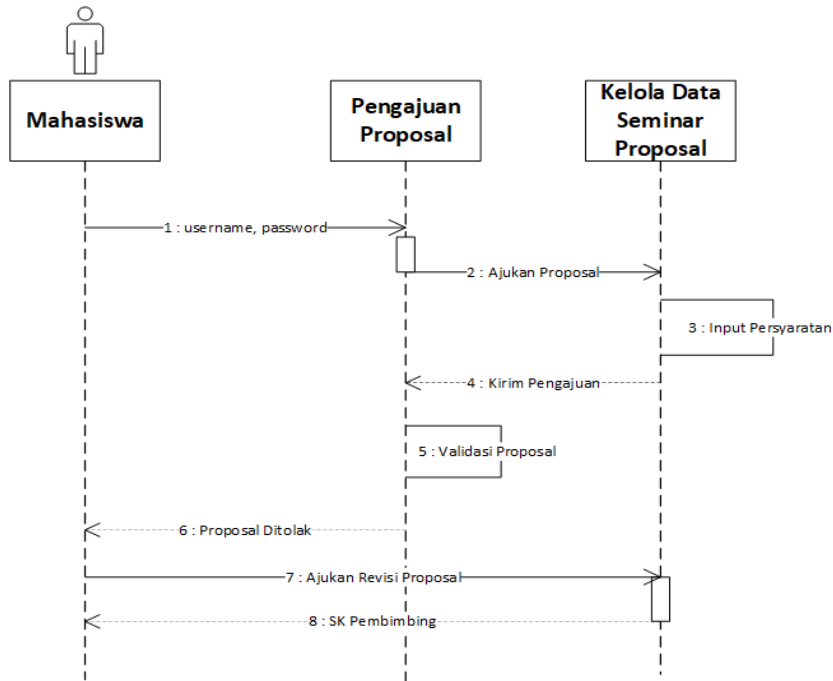 Mahasiswa
Pengajuan
Proposal
Kelola Data
Seminar
Proposal
1 : username, password
2 : Ajukan Proposal
3 : Input Persyaratan
4 : Kirim Pengajuan
5 : Validasi Proposal
6 : Proposal Ditolak
7 : Ajukan Revisi Proposal
8 : SK Pembimbing